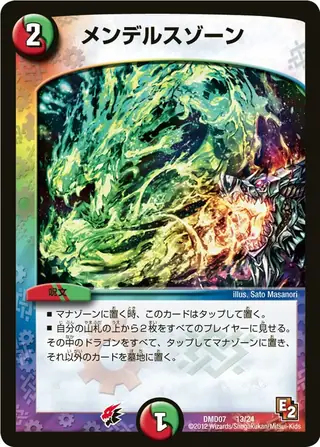 2
メンデルスゾーン
illus. Sato Masanori
呪文
■ マナゾーンに置く時、このカードはタップして置く。
■ 自分の山札の上から2枚をすべてのプレイヤーに見せる。
その中のドラゴンをすべて、タップしてマナゾーンに置き、
それ以外のカードを墓地に置く。
1
DMD07 13/24
©2012 Wizards/Shogakukan/Mitsui-Kids
E2